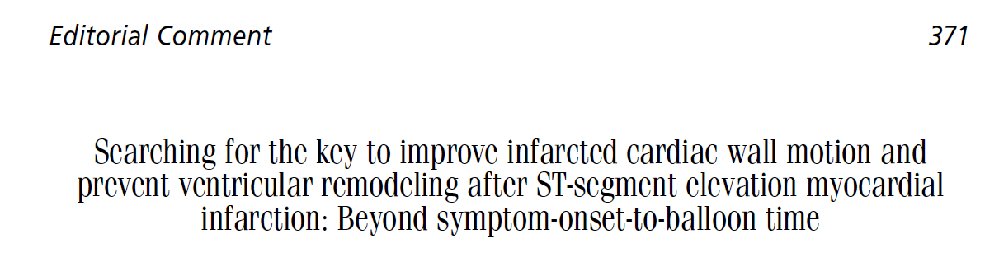 Editorial Comment 371
Searching for the key to improve infarcted cardiac wall motion and
prevent ventricular remodeling after ST-segment elevation myocardial
infarction: Beyond symptom-onset-to-balloon time